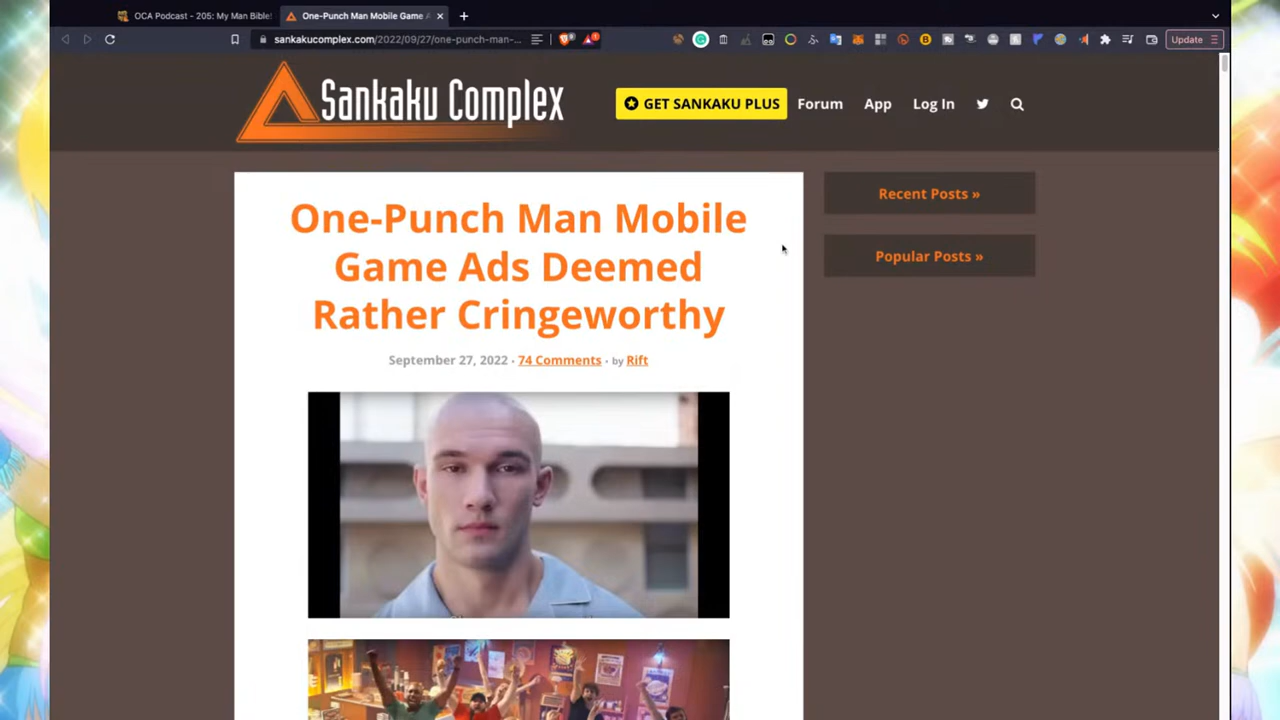 OCA Podcast - 205: My Man Bible!
One-Punch Man Mobile Game A
sankakucomplex.com/2022/09/27/one-punch-man-...
Update
Sankaku Complex
GET SANKAKU PLUS
Forum
App
Log In
One-Punch Man Mobile
Game Ads Deemed
Rather Cringeworthy
September 27, 2022 · 74 Comments · by Rift
Recent Posts »
Popular Posts »